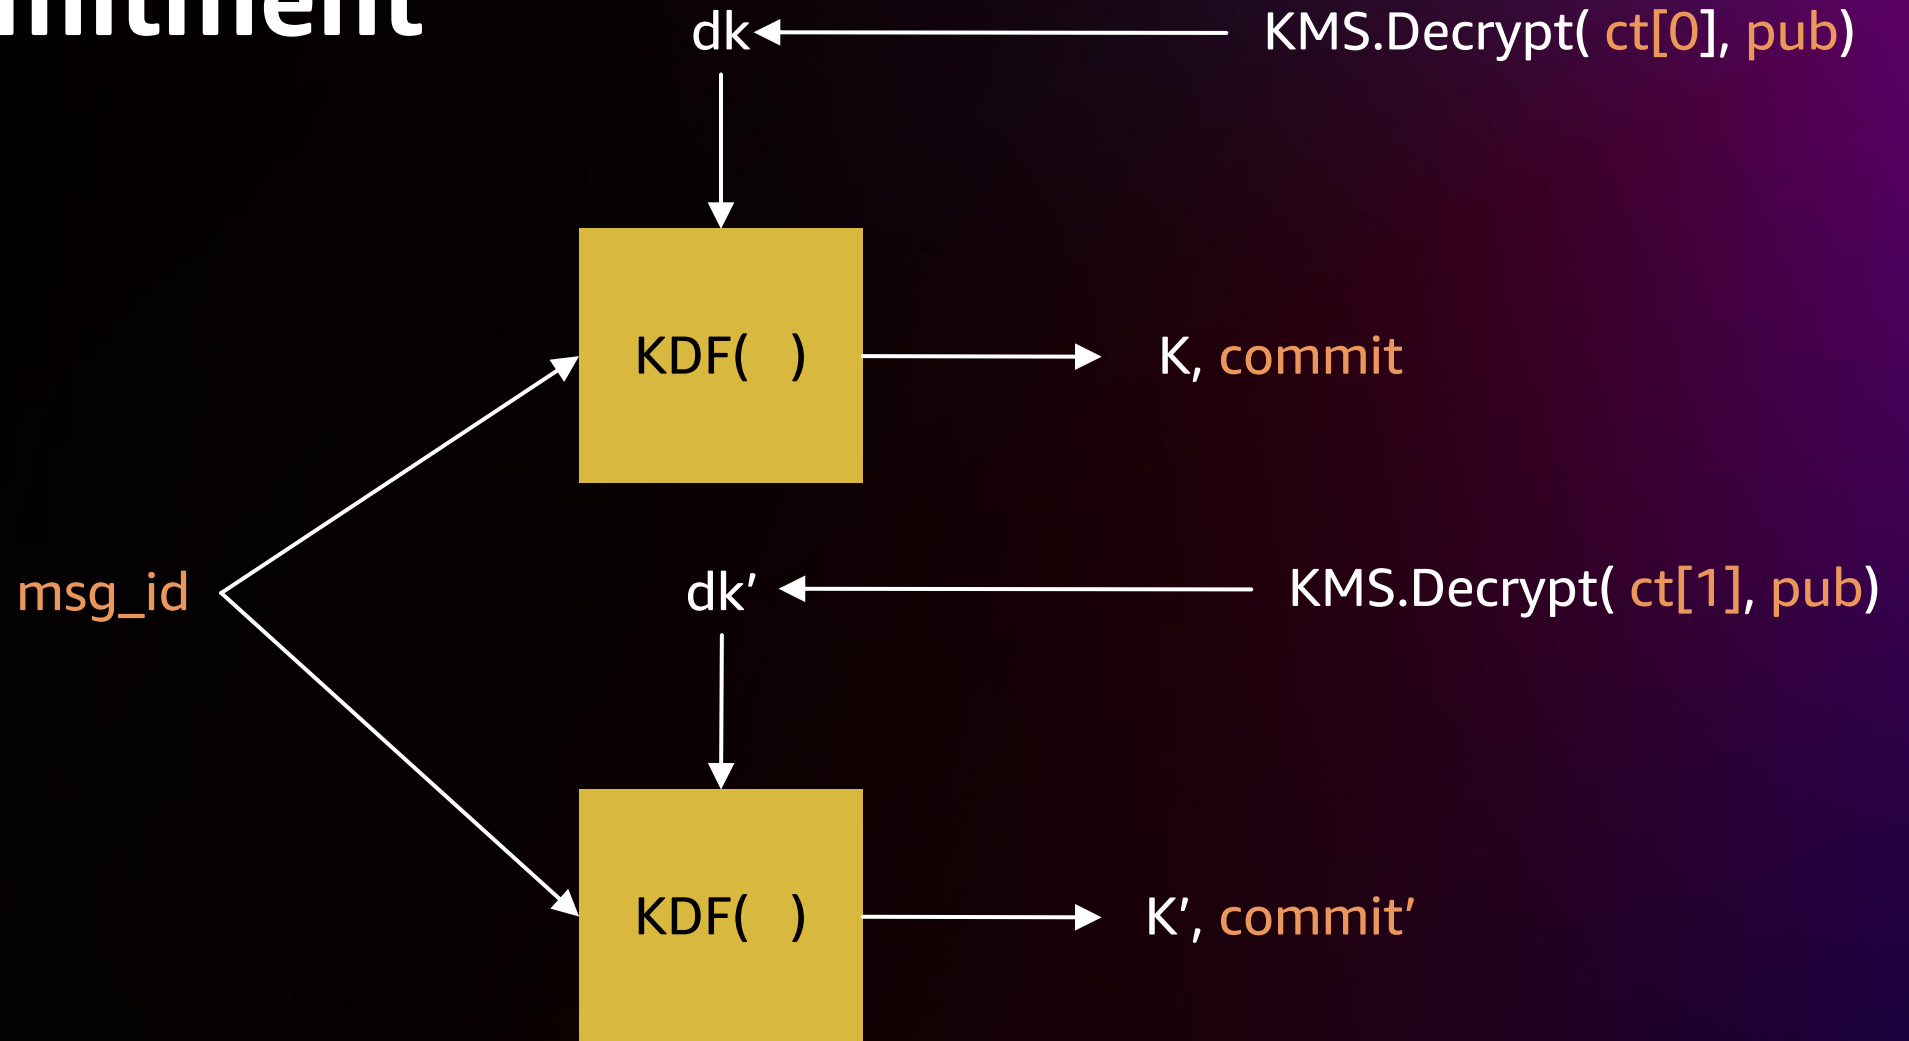 dk
KMS.Decrypt( ct[0], pub)
KDF( )
K, commit
msg_id
dk’
KMS.Decrypt( ct[1], pub)
KDF( )
K’, commit’